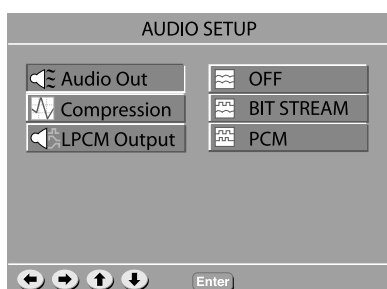 AUDIO SETUP
Audio Out
OFF
Compression
BIT STREAM
LPCM Output
PCM
Enter